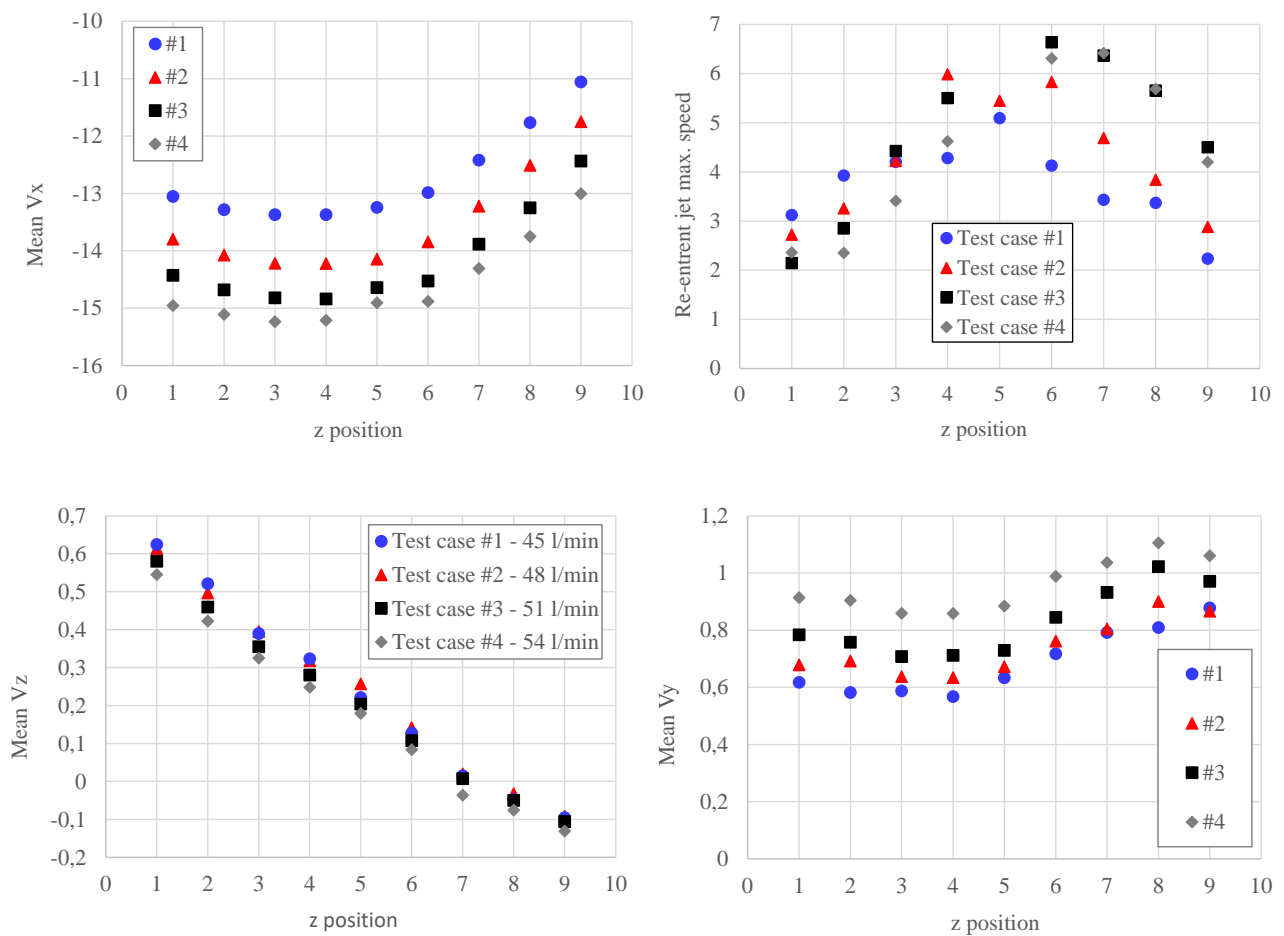 -10
-11
-12
-13
-14
-15
-16
Mean Vx
#1
#2
#3
#4
0 1 2 3 4 5 6 7 8 9 10
z position
7
6
5
4
3
2
1
0
Re-entrent jet max. speed
Test case #1
Test case #2
Test case #3
Test case #4
0 1 2 3 4 5 6 7 8 9 10
z position
0,7
0,6
0,5
0,4
0,3
0,2
0,1
0
-0,1
-0,2
Mean Vz
Test case #1 - 45 l/min
Test case #2 - 48 l/min
Test case #3 - 51 l/min
Test case #4 - 54 l/min
0 1 2 3 4 5 6 7 8 9 10
z position
1,2
1
0,8
0,6
0,4
0,2
0
Mean Vy
#1
#2
#3
#4
0 1 2 3 4 5 6 7 8 9 10
z position